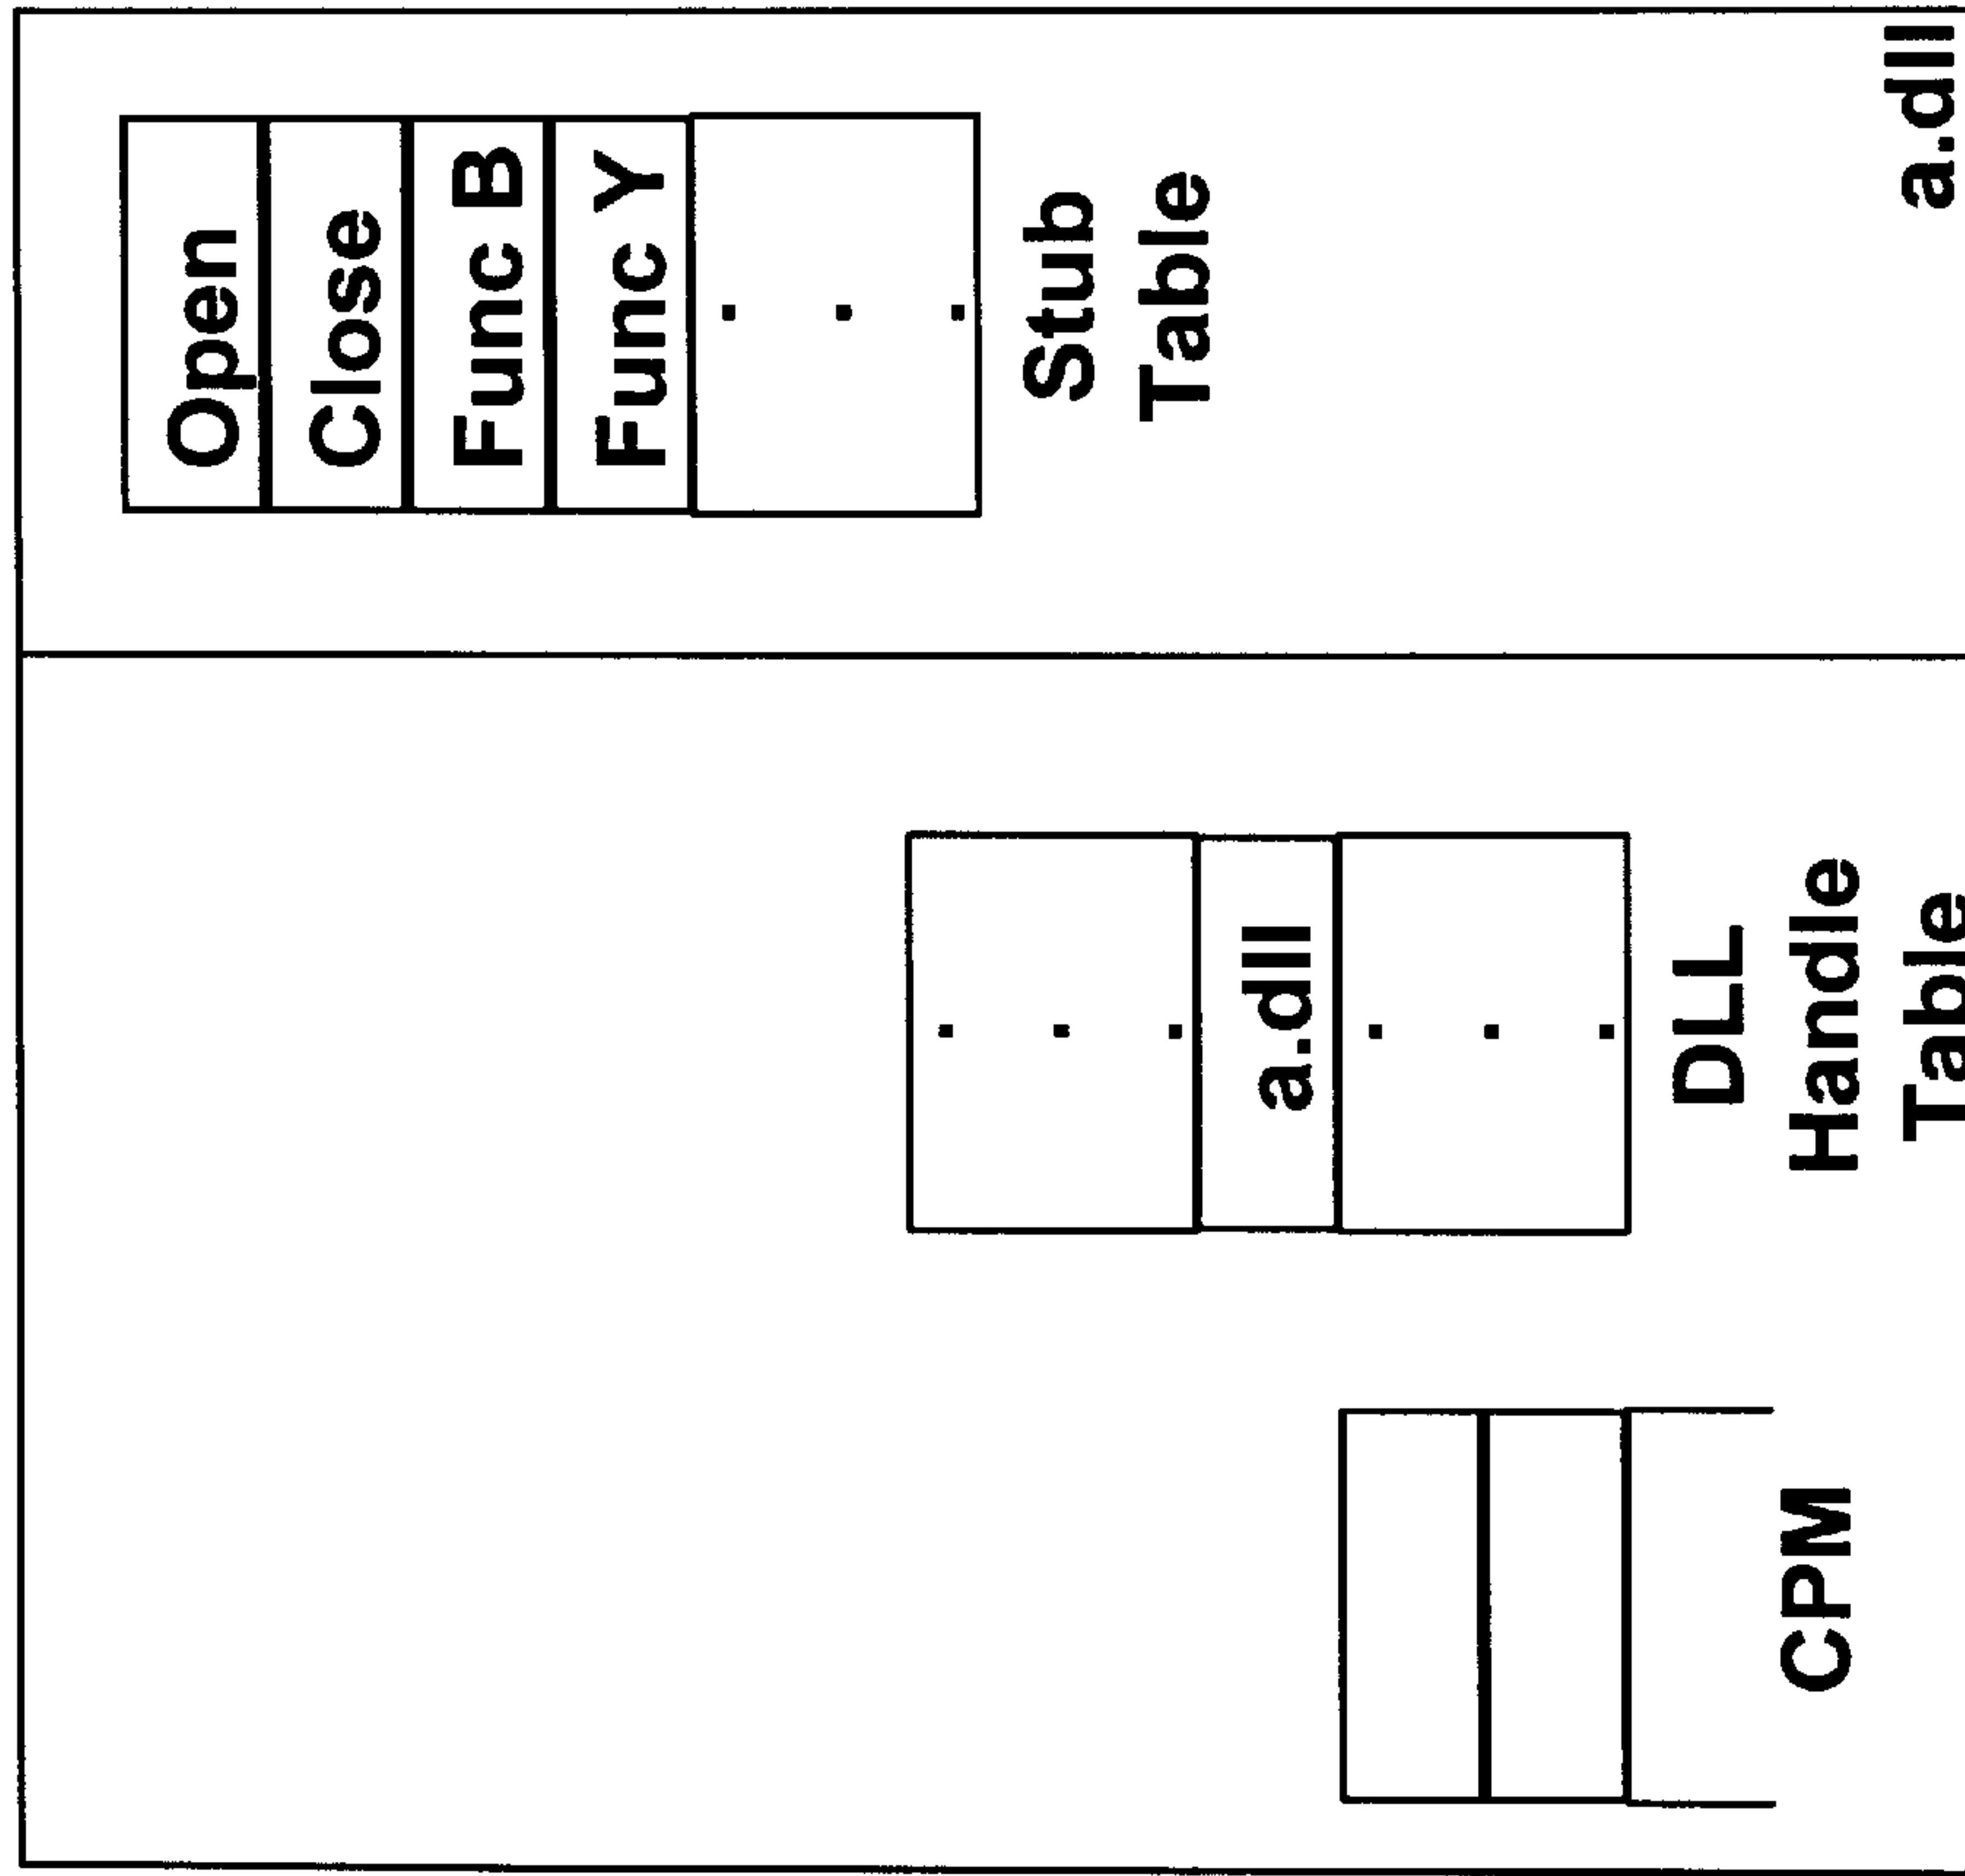 CPM
a.dll
DLL
Handle
Table
Open
Close
Func B
Func Y
Stub
Table
a.dll